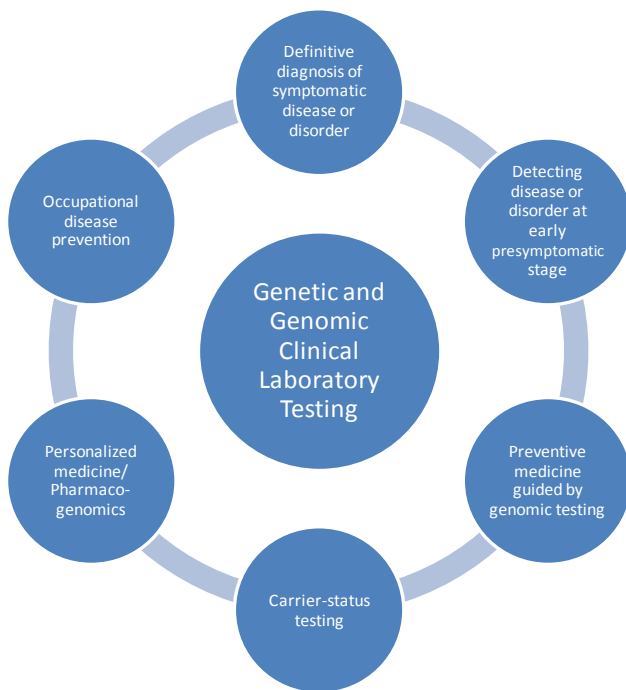 Definitive
diagnosis of
symptomatic
disease or
disorder
Detecting
disease or
disorder at
early
presymptomatic
stage
Preventive
medicine
guided by
genomic testing
Carrier-status
testing
Personalized
medicine/
Pharmaco-
genomics
Occupational
disease
prevention
Genetic and
Genomic
Clinical
Laboratory
Testing